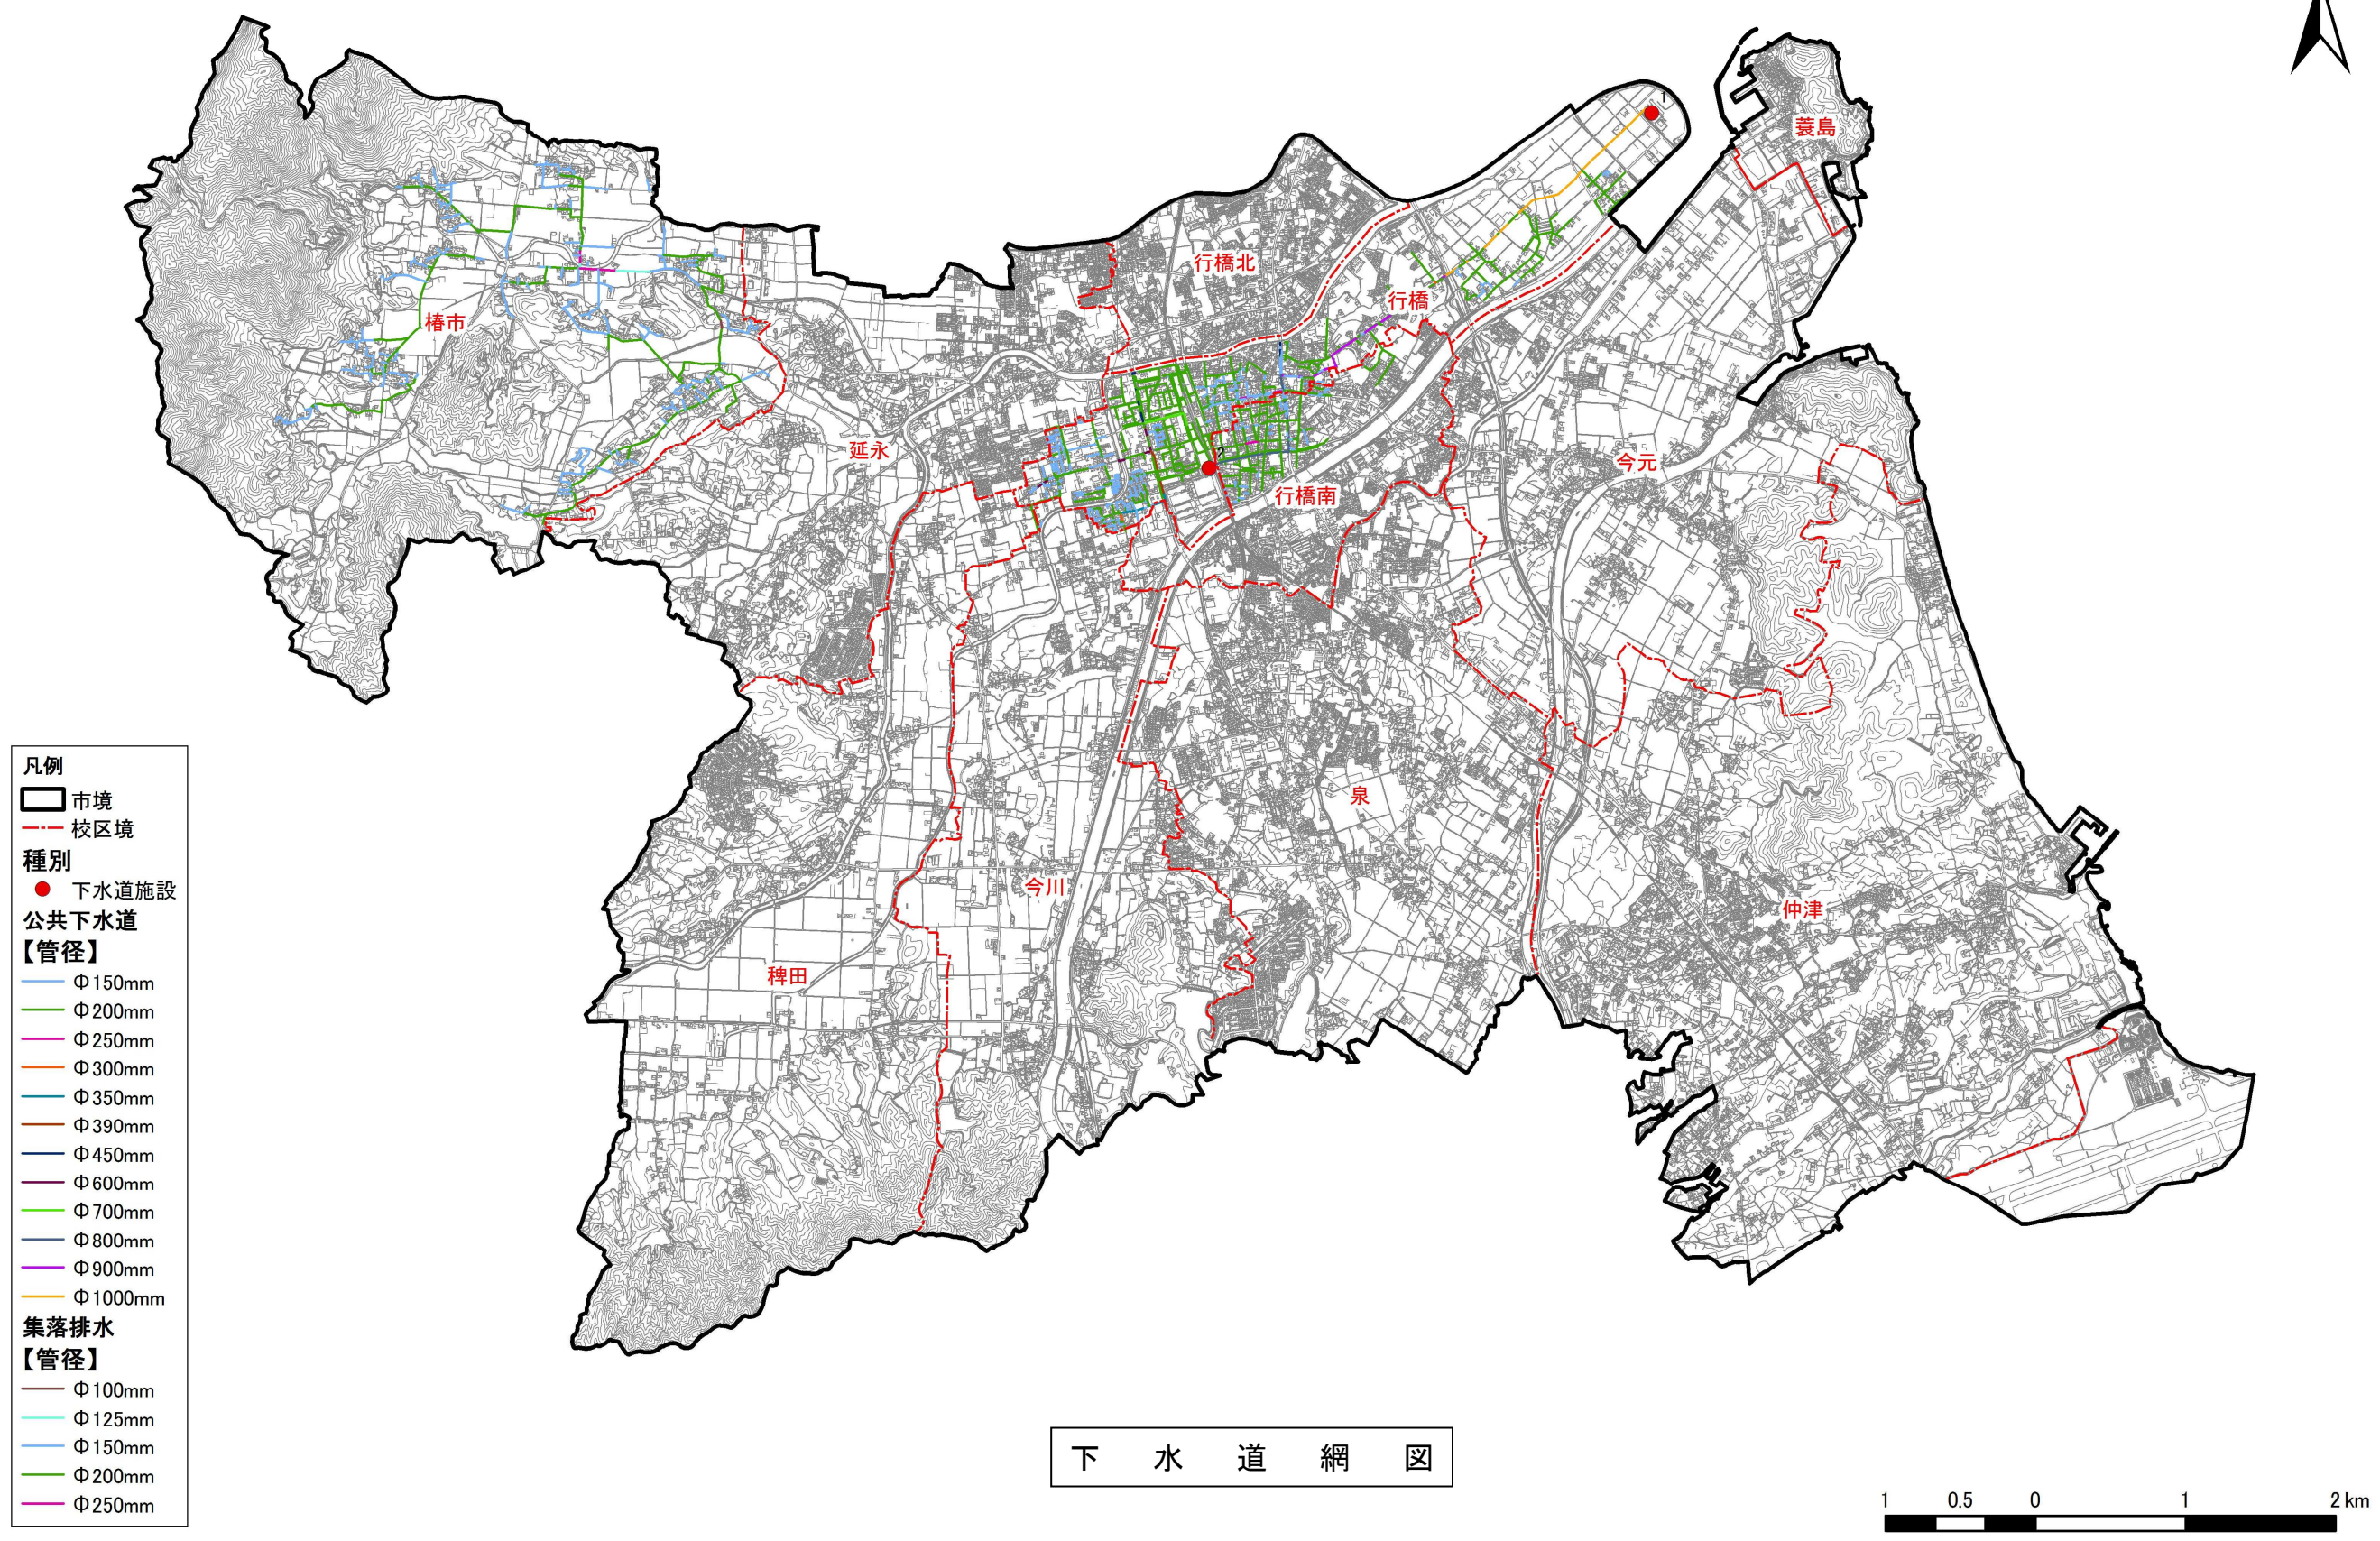 1
蓑島
行橋北
行橋
椿市
延永
2
今元
行橋南
泉
今川
仲津
稗田
凡例
市境
校区境
種別
下水道施設
公共下水道
【管径】
Φ150mm
Φ200mm
Φ250mm
Φ300mm
Φ350mm
Φ390mm
Φ450mm
Φ600mm
Φ700mm
Φ800mm
Φ900mm
Φ1000mm
集落排水
【管径】
Φ100mm
Φ125mm
Φ150mm
Φ200mm
Φ250mm
下水道網図
1 0.5 0 1 2 km